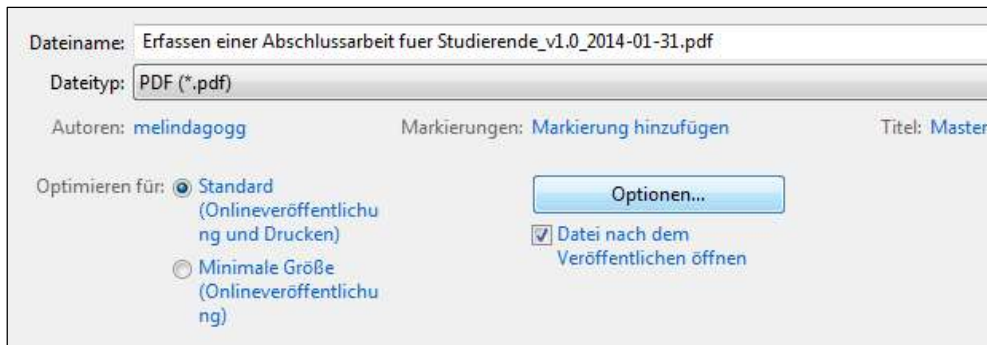 Dateiname: Erfassen einer Abschlussarbeit fuer Studierende_v1.0_2014-01-31.pdf
Dateityp: PDF (*.pdf)
Autoren: melindagogg Markierungen: Markierung hinzufügen Titel: Master
Optimieren für: Standard
(Onlineveröffentlichu
ng und Drucken)
Minimale Größe
(Onlineveröffentlichu
ng)
Optionen...
Datei nach dem
Veröffentlichen öffnen